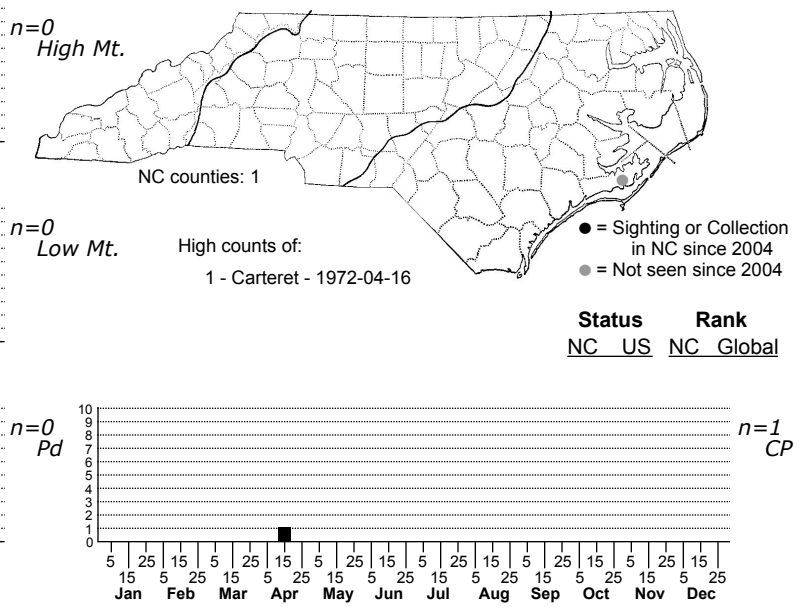 n=0
High Mt.
NC counties: 1
n=0
Low Mt.
High counts of:
1 - Carteret - 1972-04-16
● = Sighting or Collection
in NC since 2004
● = Not seen since 2004
Status Rank
NC US NC Global
n=0
Pd
n=1
CP
10
9
8
7
6
5
4
3
2
1
0
5 15 25 5 15 25 5 15 25 5 15 25 5 15 25 5 15 25
15 5 25 15 5 25 15 5 25 15 5 25 15 5 25 15 5 25
Jan Feb Mar Apr May Jun Jul Aug Sep Oct Nov Dec